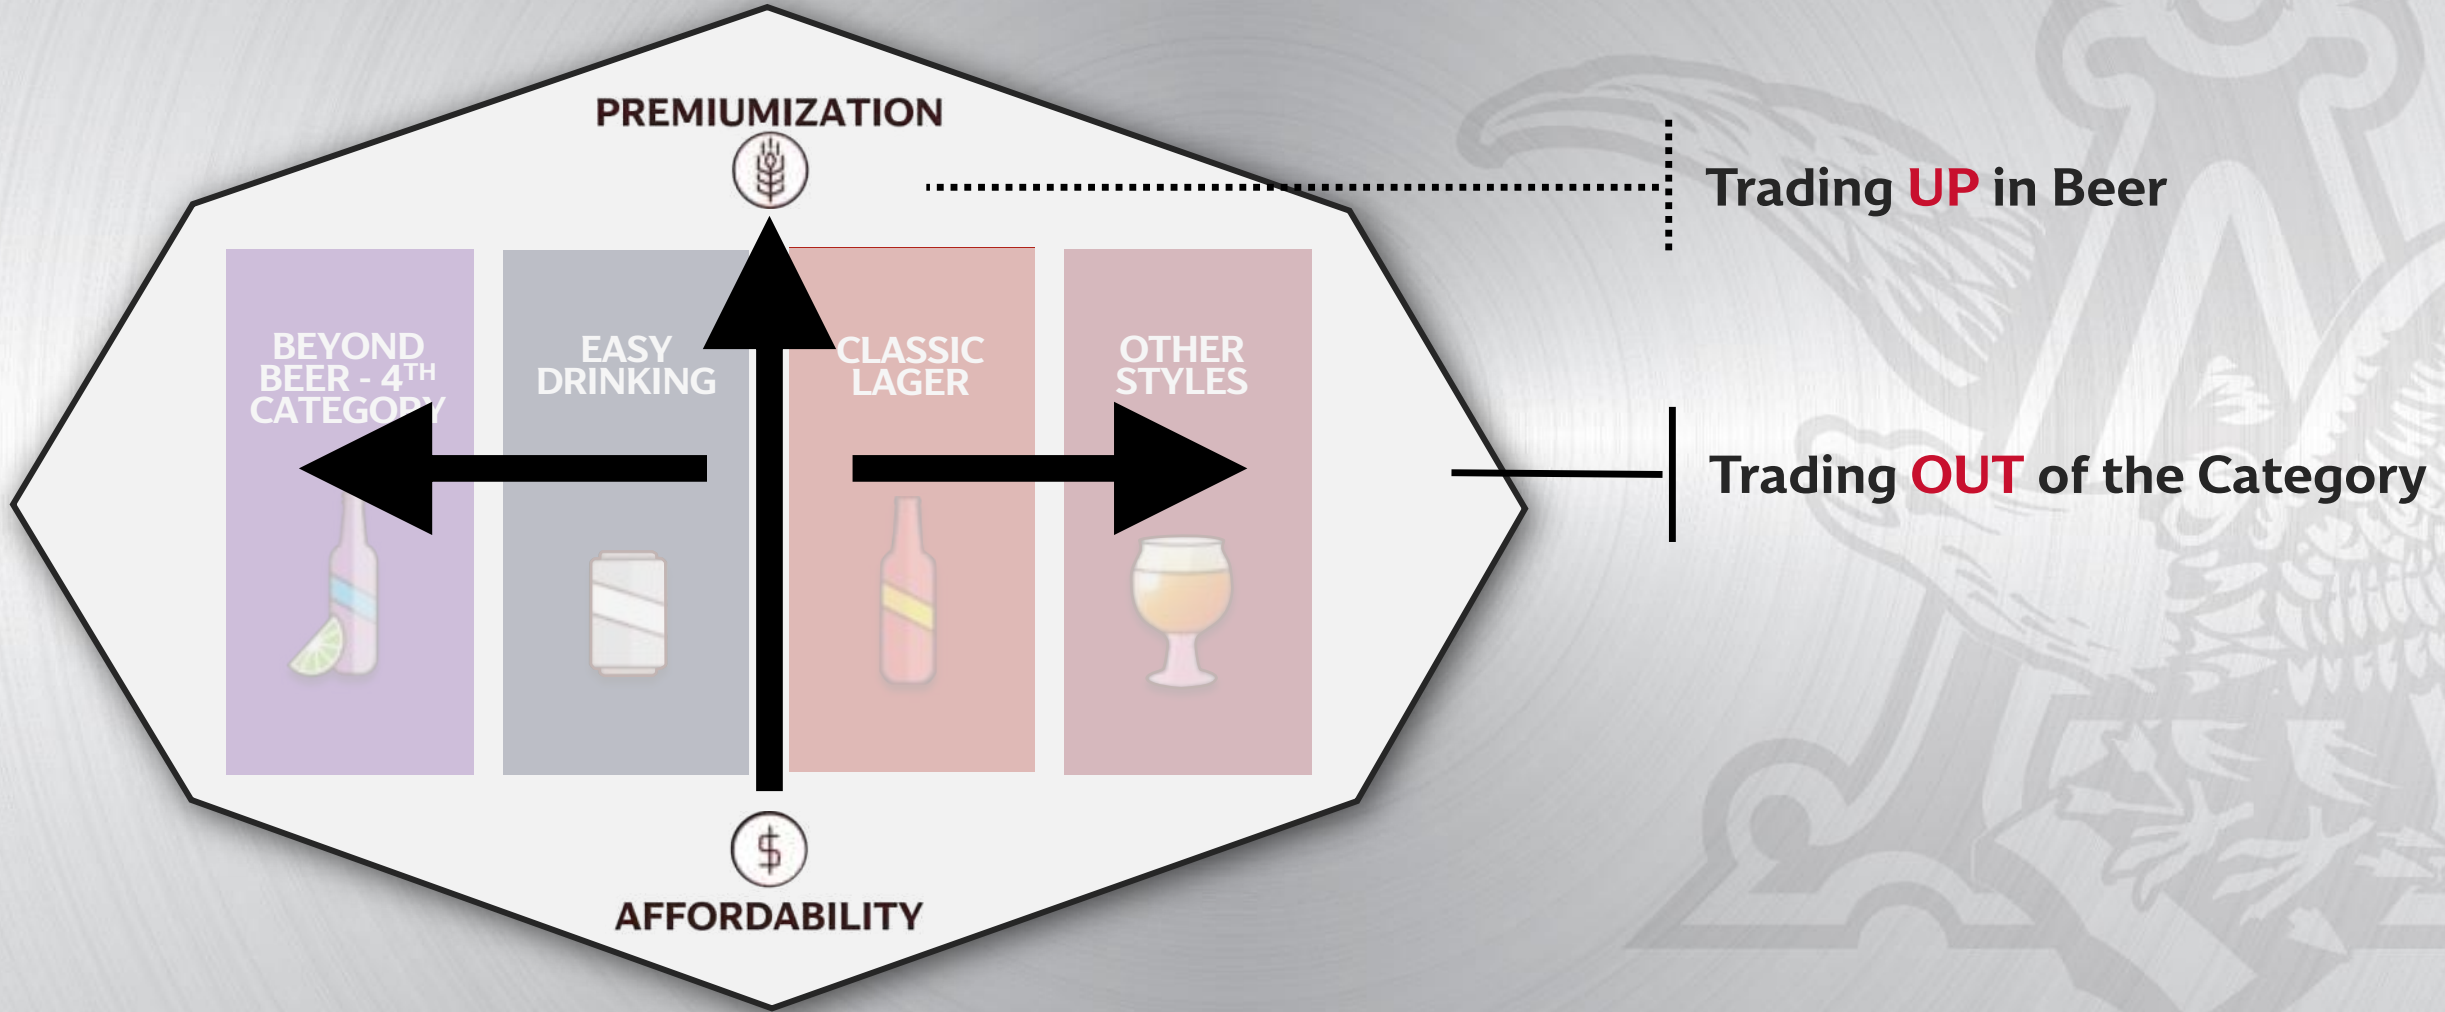 PREMIUMIZATION
Trading UP in Beer
BEYOND
BEER - 4TH
CATEGORY
EASY
DRINKING
CLASSIC
LAGER
OTHER
STYLES
Trading OUT of the Category
$
AFFORDABILITY